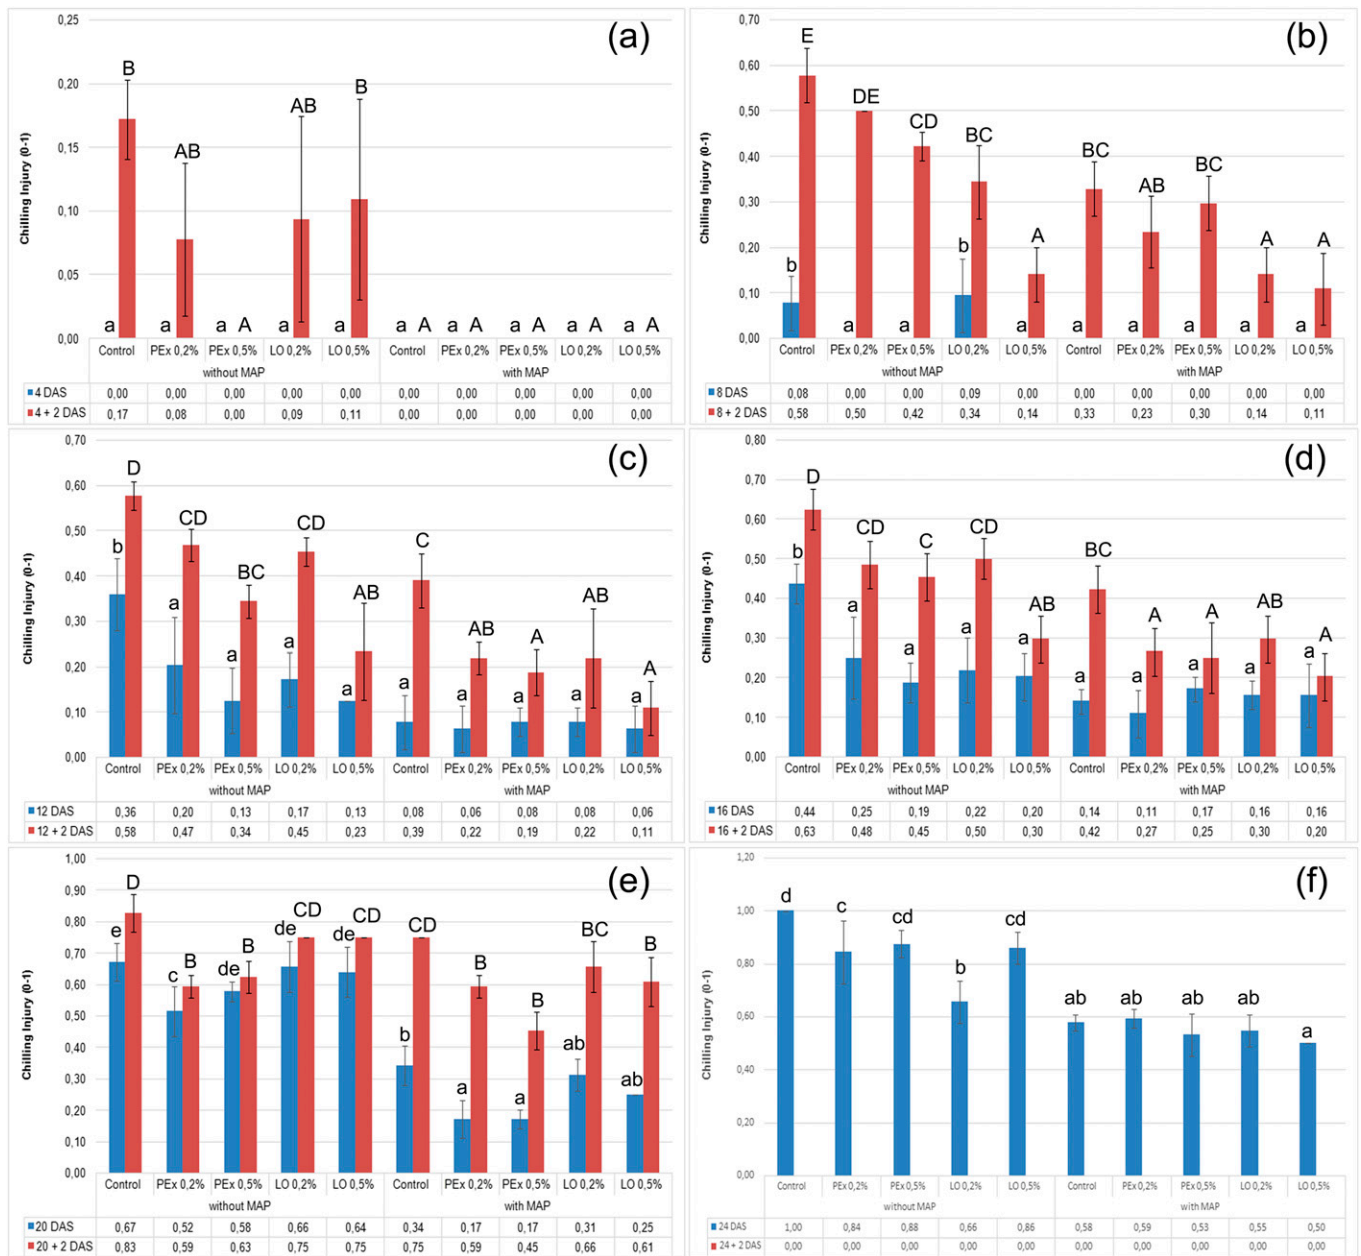 (a)
Chilling Injury (0-1)
0,25
0,20
0,15
0,10
0,05
0,00
B AB AB B
a a a A a a a A a A a A a A a A
Control PEx 0,2% PEx 0,5% LO 0,2% LO 0,5% Control PEx 0,2% PEx 0,5% LO 0,2% LO 0,5%
without MAP with MAP
4 DAS 0,00 0,00 0,00 0,00 0,00 0,00 0,00 0,00 0,00 0,00
4 + 2 DAS 0,17 0,08 0,00 0,09 0,11 0,00 0,00 0,00 0,00 0,00
(b)
Chilling Injury (0-1)
0,70
0,60
0,50
0,40
0,30
0,20
0,10
0,00
E DE CD BC A BC AB BC A A
b a a b a a a a a a
Control PEx 0,2% PEx 0,5% LO 0,2% LO 0,5% Control PEx 0,2% PEx 0,5% LO 0,2% LO 0,5%
without MAP with MAP
8 DAS 0,08 0,00 0,00 0,09 0,00 0,00 0,00 0,00 0,00 0,00
8 + 2 DAS 0,58 0,50 0,42 0,34 0,14 0,33 0,23 0,30 0,14 0,11
(c)
Chilling Injury (0-1)
0,70
0,60
0,50
0,40
0,30
0,20
0,10
0,00
D CD BC CD AB C AB A AB A
b a a a a a a a a a
Control PEx 0,2% PEx 0,5% LO 0,2% LO 0,5% Control PEx 0,2% PEx 0,5% LO 0,2% LO 0,5%
without MAP with MAP
12 DAS 0,36 0,20 0,13 0,17 0,13 0,08 0,06 0,08 0,08 0,06
12 + 2 DAS 0,58 0,47 0,34 0,45 0,23 0,39 0,22 0,19 0,22 0,11
(d)
Chilling Injury (0-1)
0,80
0,70
0,60
0,50
0,40
0,30
0,20
0,10
0,00
D CD C CD AB BC A A AB A
b a a a a a a a a a
Control PEx 0,2% PEx 0,5% LO 0,2% LO 0,5% Control PEx 0,2% PEx 0,5% LO 0,2% LO 0,5%
without MAP with MAP
16 DAS 0,44 0,25 0,19 0,22 0,20 0,14 0,11 0,17 0,16 0,16
16 + 2 DAS 0,63 0,48 0,45 0,50 0,30 0,42 0,27 0,25 0,30 0,20
(e)
Chilling Injury (0-1)
1,00
0,90
0,80
0,70
0,60
0,50
0,40
0,30
0,20
0,10
0,00
D B B CD CD CD B B BC B
e c de de de b a a ab ab
Control PEx 0,2% PEx 0,5% LO 0,2% LO 0,5% Control PEx 0,2% PEx 0,5% LO 0,2% LO 0,5%
without MAP with MAP
20 DAS 0,67 0,52 0,58 0,66 0,64 0,34 0,17 0,17 0,31 0,25
20 + 2 DAS 0,83 0,59 0,63 0,75 0,75 0,75 0,59 0,45 0,66 0,61
(f)
Chilling Injury (0-1)
1,20
1,00
0,80
0,60
0,40
0,20
0,00
d c cd b cd ab ab ab ab a
Control PEx 0,2% PEx 0,5% LO 0,2% LO 0,5% Control PEx 0,2% PEx 0,5% LO 0,2% LO 0,5%
without MAP with MAP
24 DAS 1,00 0,84 0,88 0,66 0,86 0,58 0,59 0,53 0,55 0,50
24 + 2 DAS 0,00 0,00 0,00 0,00 0,00 0,00 0,00 0,00 0,00 0,00